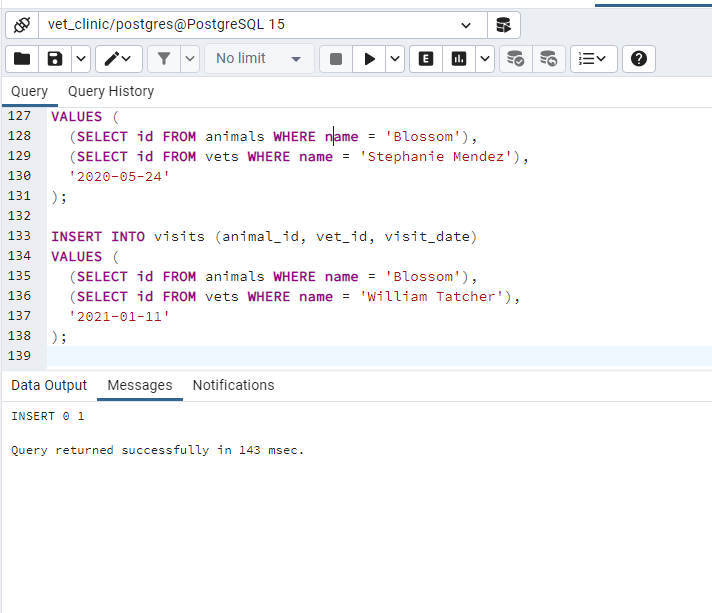 vet_clinic/postgres@PostgreSQL 15
No limit
E
Query Query History
127 VALUES (
128 (SELECT id FROM animals WHERE name = 'Blossom'),
129 (SELECT id FROM vets WHERE name = 'Stephanie Mendez'),
130 '2020-05-24'
131 );
132
133 INSERT INTO visits (animal_id, vet_id, visit_date)
134 VALUES (
135 (SELECT id FROM animals WHERE name = 'Blossom'),
136 (SELECT id FROM vets WHERE name = 'William Tatcher'),
137 '2021-01-11'
138 );
139
Data Output Messages Notifications
INSERT 0 1
Query returned successfully in 143 msec.